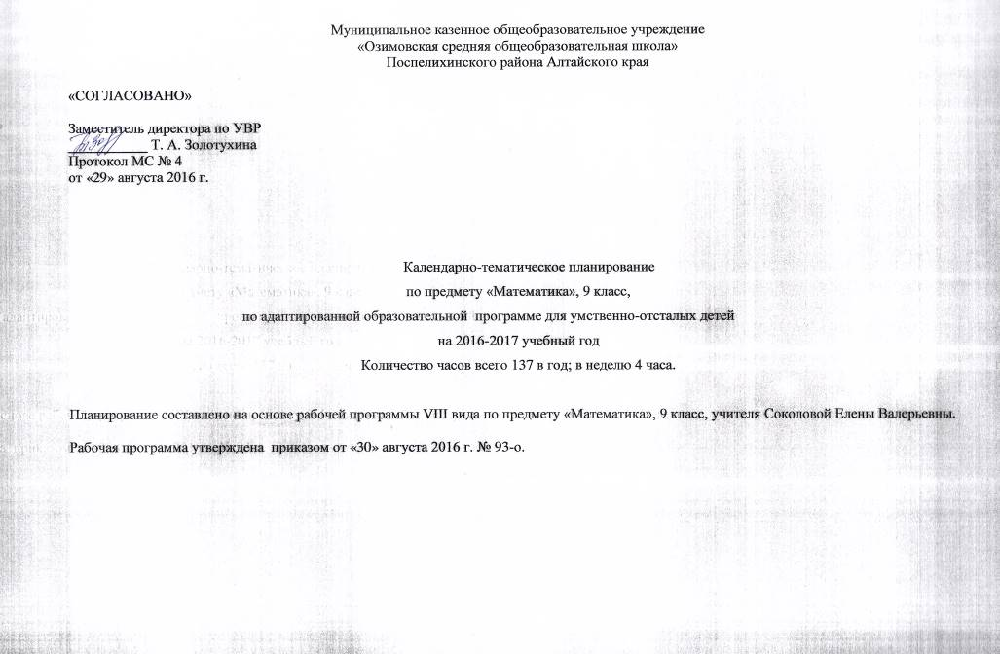 Муниципальное казенное общеобразовательное учреждение
«Озимовская средняя общеобразовательная школа»
Поспелихинского района Алтайского края
«СОГЛАСОВАНО»
Заместитель директора по УВР
Т. А. Золотухина
Протокол МС № 4
от «29» августа 2016 г.
Календарно-тематическое планирование
по предмету «Математика», 9 класс,
по адаптированной образовательной программе для умственно-отсталых детей
на 2016-2017 учебный год
Количество часов всего 137 в год; в неделю 4 часа.
Планирование составлено на основе рабочей программы VIII вида по предмету «Математика», 9 класс, учителя Соколовой Елены Валерьевны.
Рабочая программа утверждена приказом от «30» августа 2016 г. № 93-о.